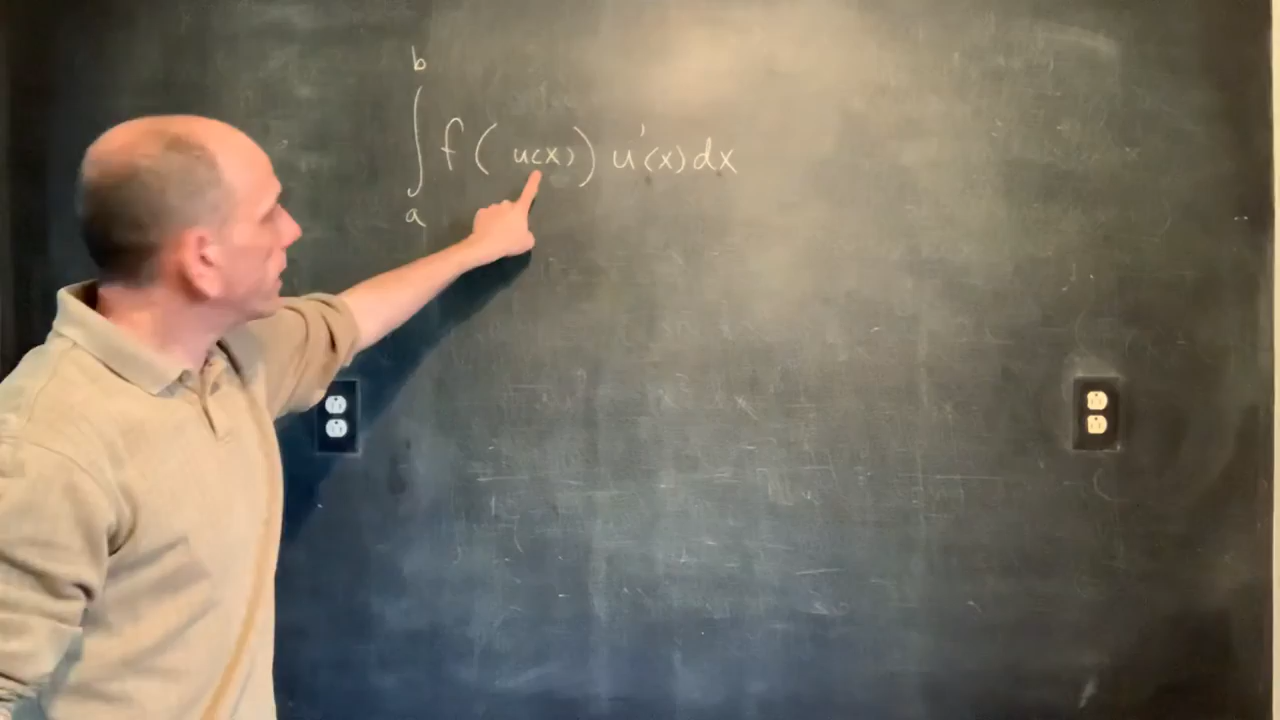 b
∫ f ( u(x) ) u'(x) dx
a